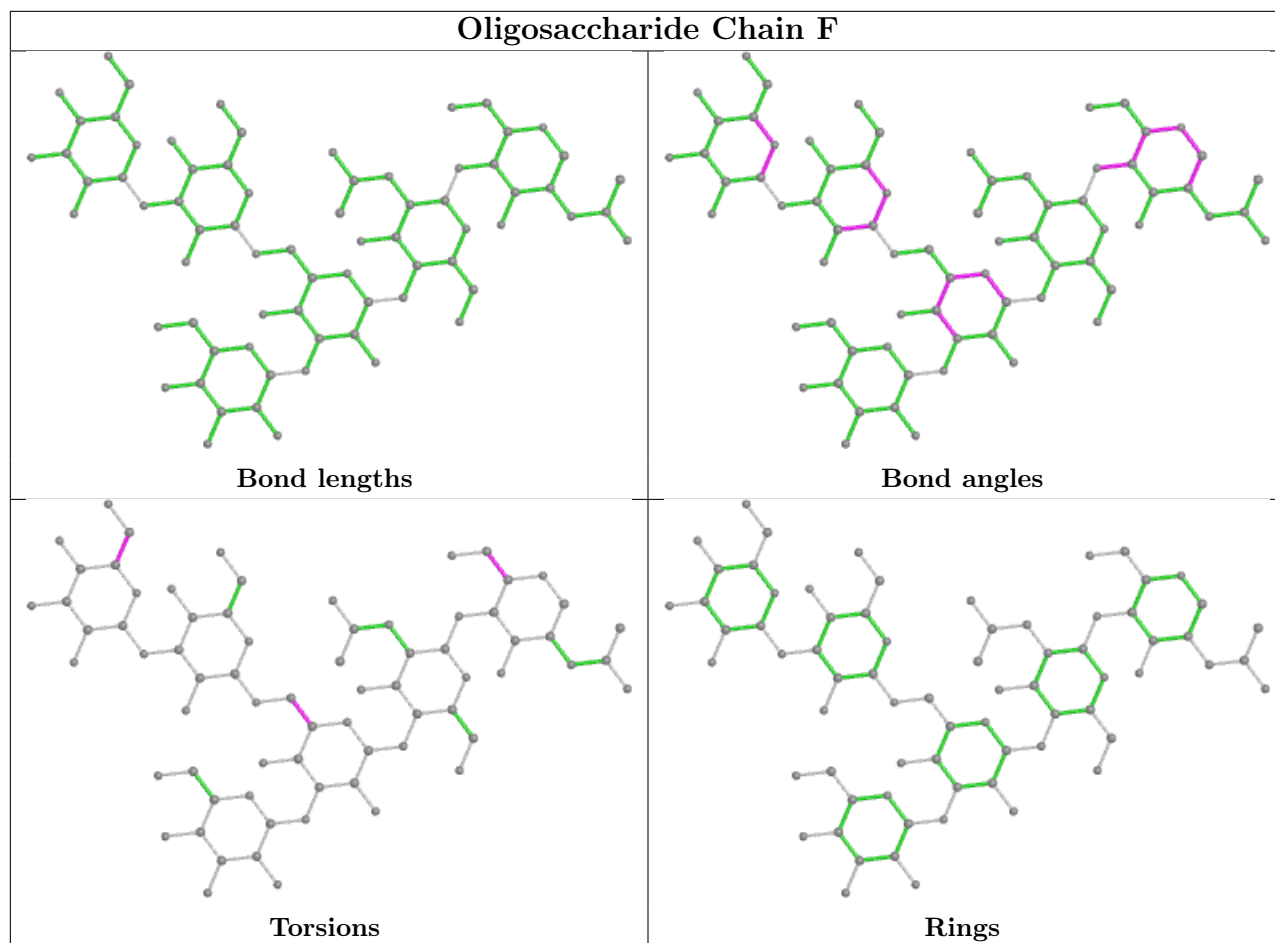 Oligosaccharide Chain F
Bond lengths
Bond angles
Torsions
Rings